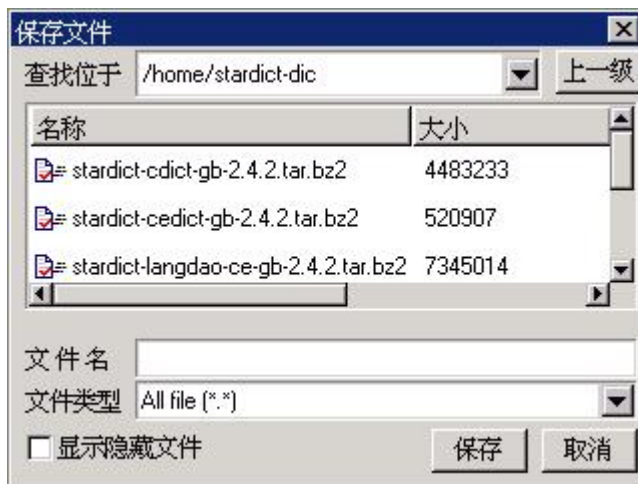 保存文件
查找位于 /home/stardict-dic 上一级
名称 大小
stardict-cdict-gb-2.4.2.tar.bz2 4483233
stardict-cedict-gb-2.4.2.tar.bz2 520907
stardict-langdao-ce-gb-2.4.2.tar.bz2 7345014
文件名
文件类型 All file (*.*)
显示隐藏文件 保存 取消